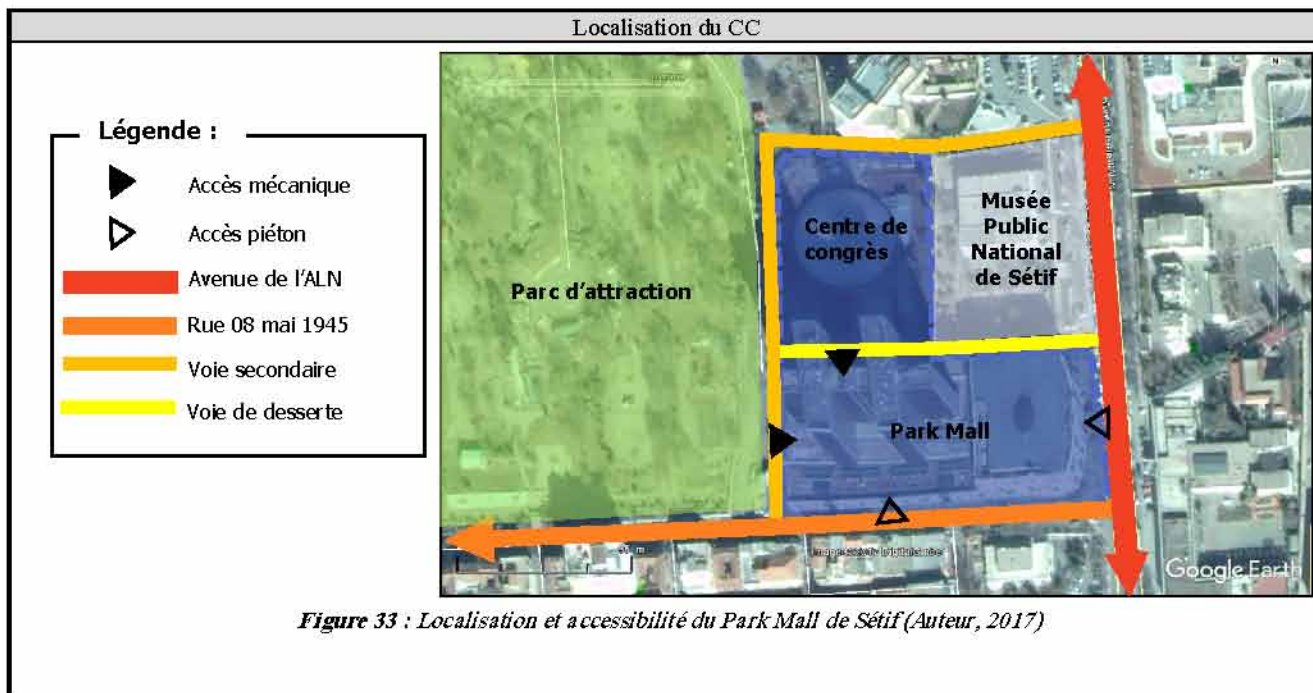 Localisation du CC
Légende :
Accès mécanique
Accès piéton
Avenue de l'ALN
Rue 08 mai 1945
Voie secondaire
Voie de desserte
Parc d'attraction
Centre de
congrès
Musée
Public
National
de Sétif
Park Mall
Google Earth
Figure 33 : Localisation et accessibilité du Park Mall de Sétif (Auteur, 2017)